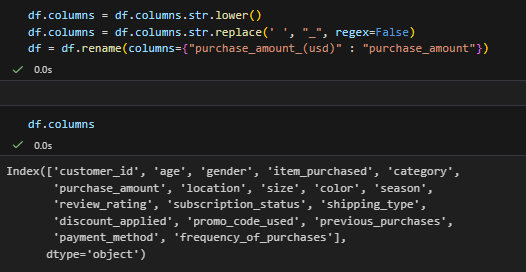 df.columns = df.columns.str.lower()
df.columns = df.columns.str.replace(' ', "_", regex=False)
df = df.rename(columns={"purchase_amount_(usd)" : "purchase_amount"})
0.0s
df.columns
0.0s
Index(['customer_id', 'age', 'gender', 'item_purchased', 'category',
'purchase_amount', 'location', 'size', 'color', 'season',
'review_rating', 'subscription_status', 'shipping_type',
'discount_applied', 'promo_code_used', 'previous_purchases',
'payment_method', 'frequency_of_purchases'],
dtype='object')